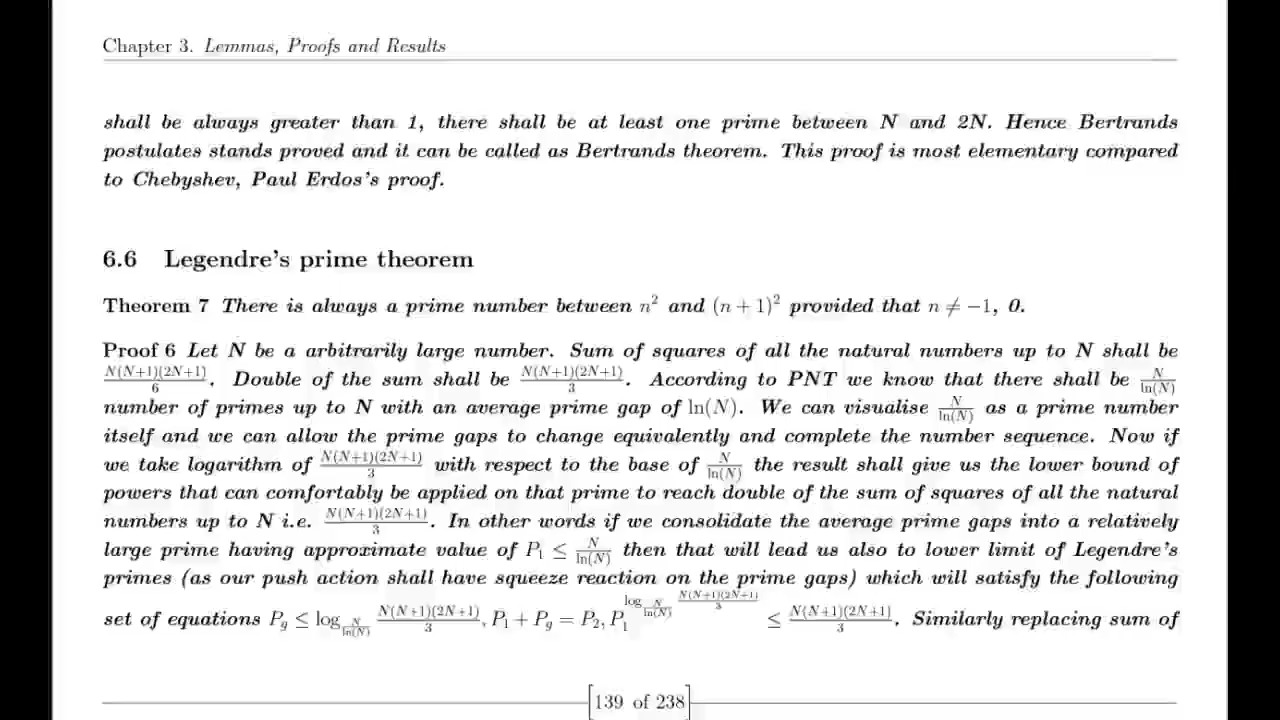 Chapter 3. Lemmas, Proofs and Results
shall be always greater than 1, there shall be at least one prime between N and 2N. Hence Bertrands
postulates stands proved and it can be called as Bertrands theorem. This proof is most elementary compared
to Chebyshev, Paul Erdos's proof.
6.6 Legendre's prime theorem
Theorem 7 There is always a prime number between n² and (n + 1)² provided that n ≠ −1, 0.
Proof 6 Let N be a arbitrarily large number. Sum of squares of all the natural numbers up to N shall be
N(N+1)(2N+1)/6. Double of the sum shall be N(N+1)(2N+1)/3. According to PNT we know that there shall be N/ln(N)
number of primes up to N with an average prime gap of ln(N). We can visualise N/ln(N) as a prime number
itself and we can allow the prime gaps to change equivalently and complete the number sequence. Now if
we take logarithm of N(N+1)(2N+1)/3 with respect to the base of N/ln(N) the result shall give us the lower bound of
powers that can comfortably be applied on that prime to reach double of the sum of squares of all the natural
numbers up to N i.e. N(N+1)(2N+1)/3. In other words if we consolidate the average prime gaps into a relatively
large prime having approximate value of P₁ ≤ N/ln(N) then that will lead us also to lower limit of Legendre's
primes (as our push action shall have squeeze reaction on the prime gaps) which will satisfy the following
set of equations P_g ≤ log_{N/ln(N)} N(N+1)(2N+1)/3, P₁ + P_g = P₂, P₁^{log_{N/ln(N)} N(N+1)(2N+1)/3} ≤ N(N+1)(2N+1)/3. Similarly replacing sum of
139 of 238